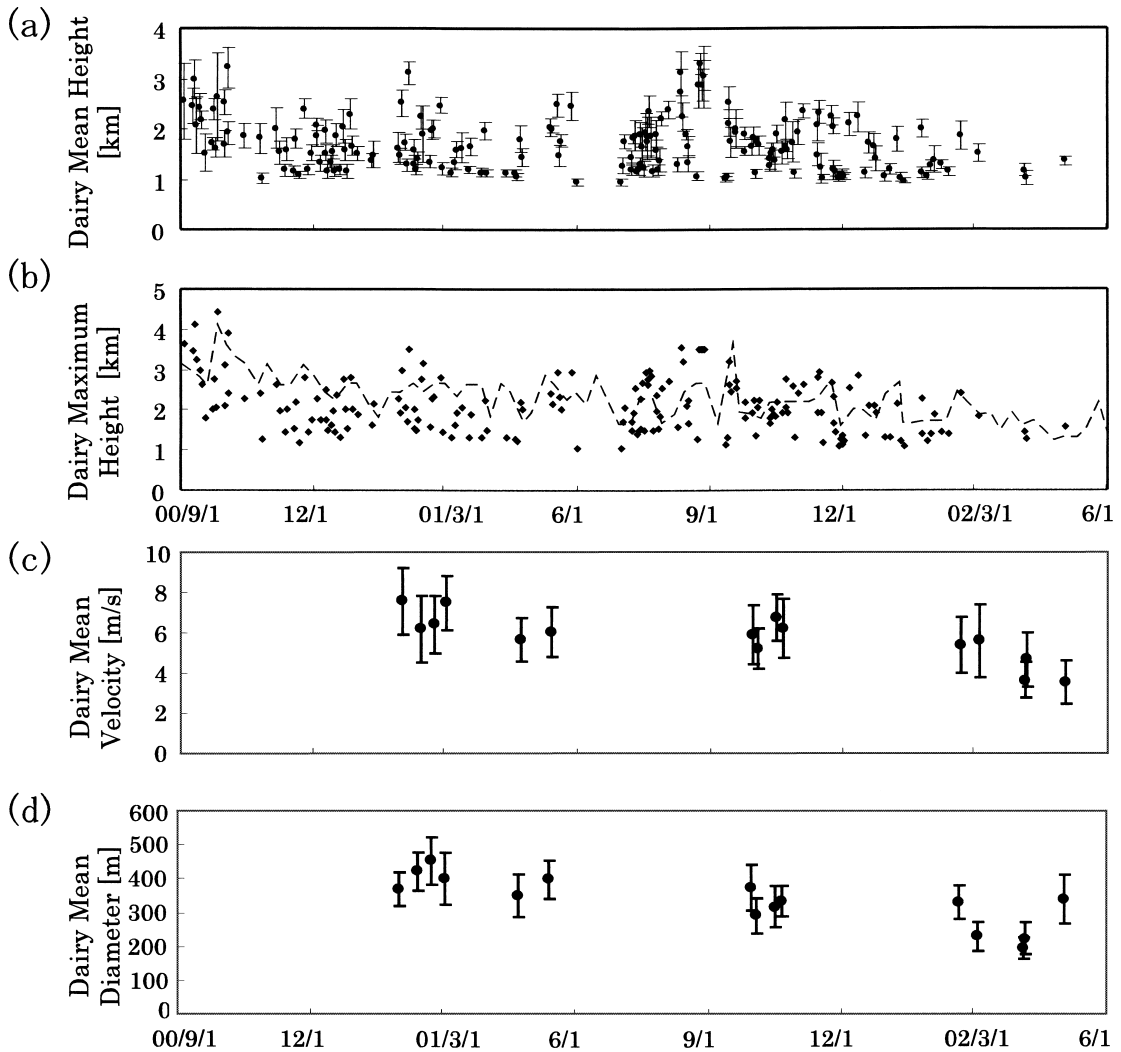 (a)
Dairy Mean Height
[km]
4
3
2
1
0
(b)
Dairy Maximum
Height [km]
5
4
3
2
1
0
00/9/1 12/1 01/3/1 6/1 9/1 12/1 02/3/1 6/1
(c)
Dairy Mean
Velocity [m/s]
10
8
6
4
2
0
(d)
Dairy Mean
Diameter [m]
600
500
400
300
200
100
0
00/9/1 12/1 01/3/1 6/1 9/1 12/1 02/3/1 6/1